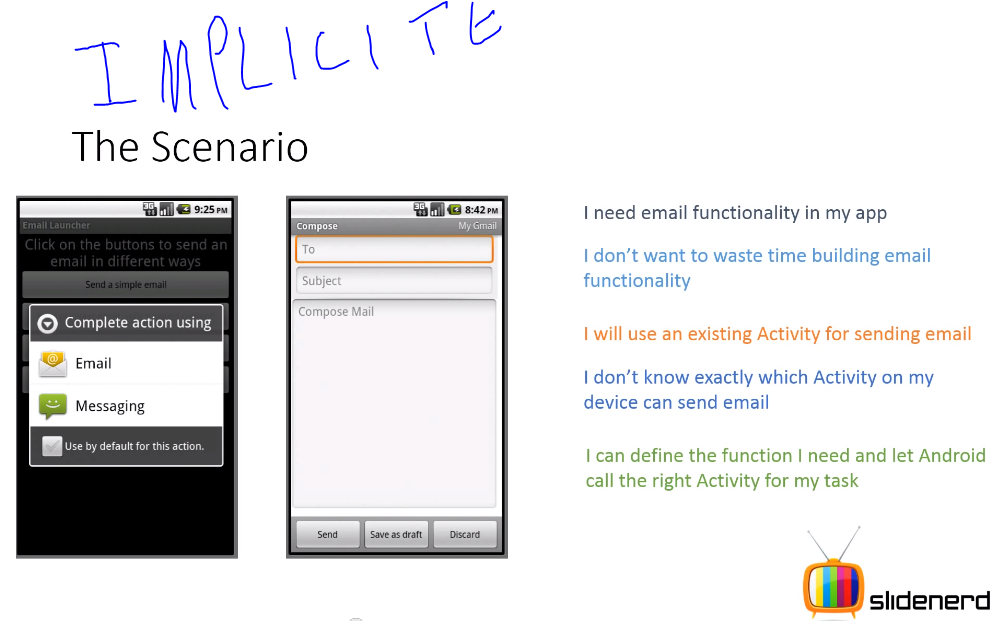 IMPLICITE
The Scenario
3G 9:25 PM
Email Launcher
Click on the buttons to send an
email in different ways
Send a simple email
Complete action using
Email
Messaging
Use by default for this action.
3G 8:42 PM
Compose My Gmail
To
Subject
Compose Mail
Send Save as draft Discard
I need email functionality in my app
I don't want to waste time building email
functionality
I will use an existing Activity for sending email
I don't know exactly which Activity on my
device can send email
I can define the function I need and let Android
call the right Activity for my task
slidenerd